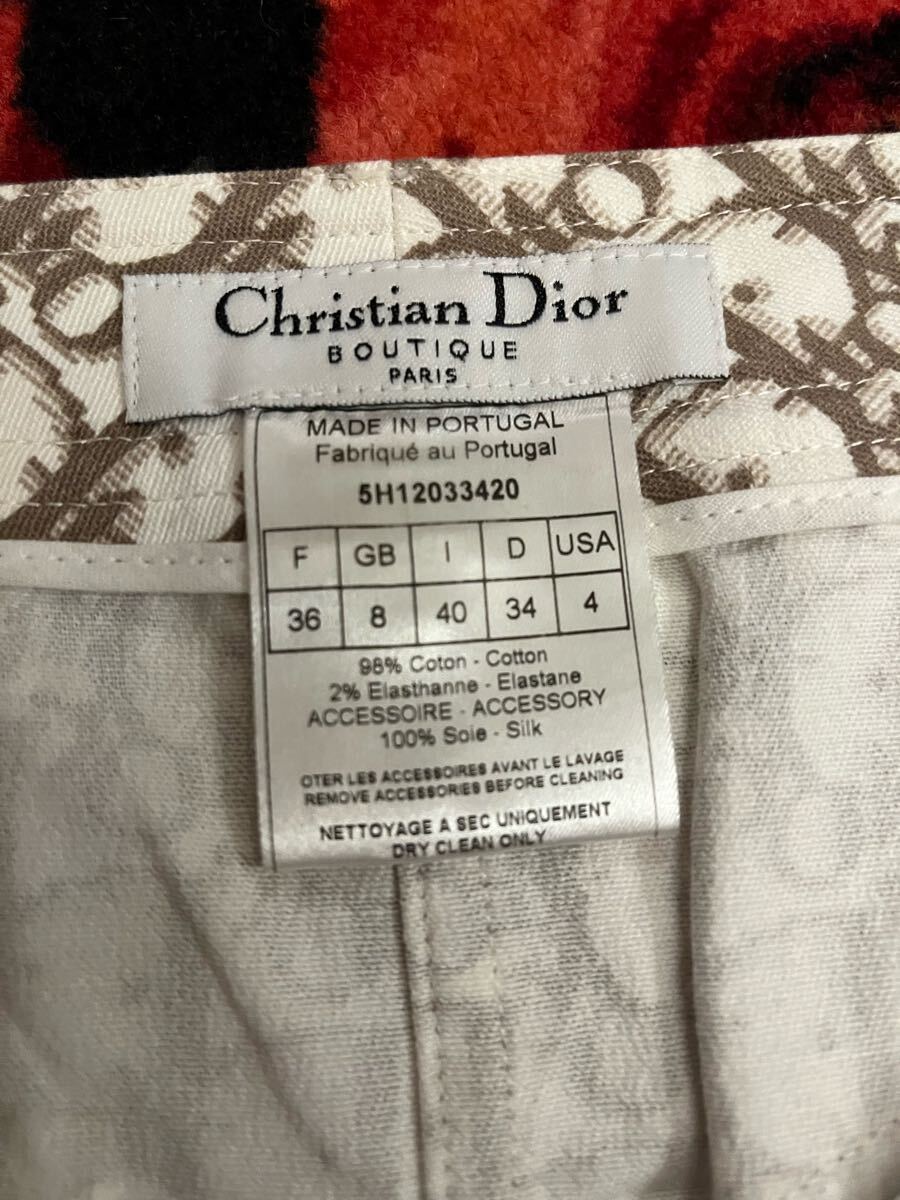 Christian Dior
BOUTIQUE
PARIS
MADE IN PORTUGAL
Fabriqué au Portugal
5H12033420
F GB I D USA
36 8 40 34 4
98% Coton - Cotton
2% Elasthanne - Elastane
ACCESSOIRE - ACCESSORY
100% Soie - Silk
OTER LES ACCESSOIRES AVANT LE LAVAGE
REMOVE ACCESSORIES BEFORE CLEANING
NETTOYAGE A SEC UNIQUEMENT
DRY CLEAN ONLY